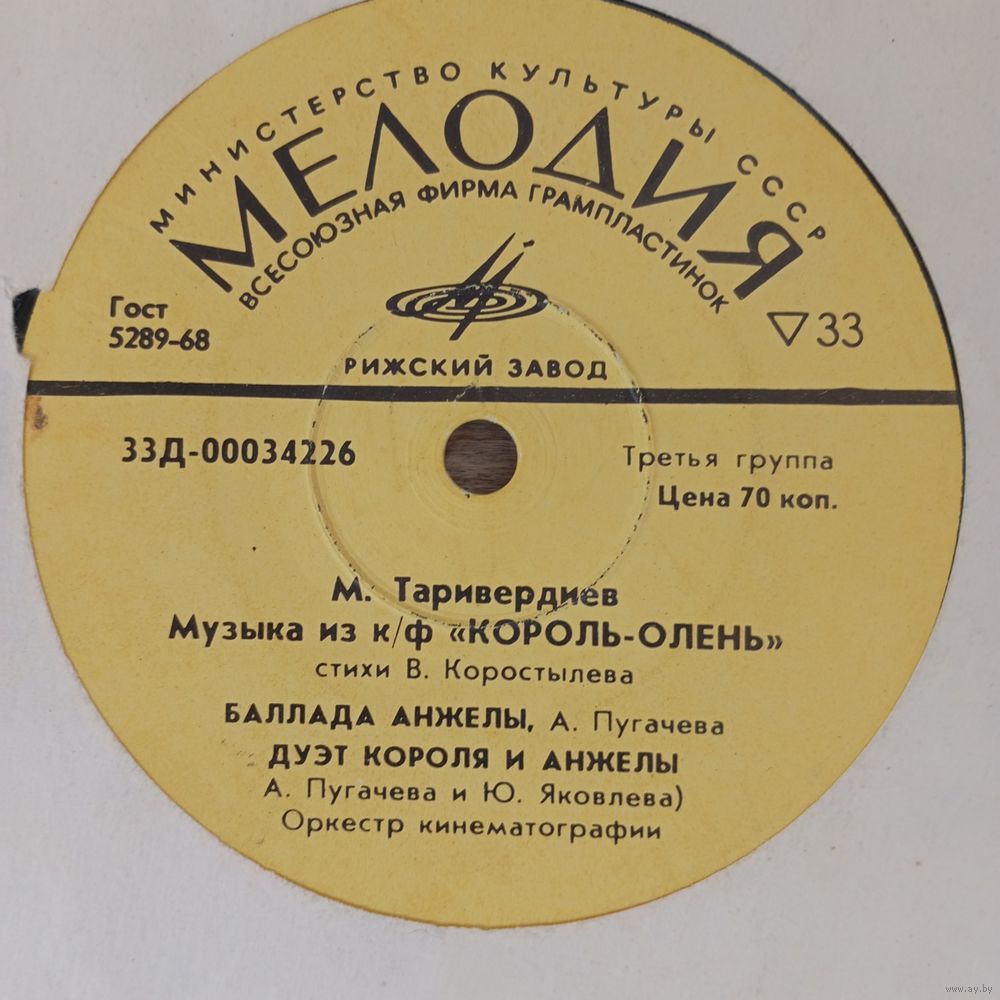 МИНИСТЕРСТВО КУЛЬТУРЫ СССР
МЕЛОДИЯ
ВСЕСОЮЗНАЯ ФИРМА ГРАМПЛАСТИНОК
Гост
5289-68
▽33
РИЖСКИЙ ЗАВОД
33Д-00034226
Третья группа
Цена 70 коп.
М. Таривердиев
Музыка из к/ф «КОРОЛЬ-ОЛЕНЬ»
стихи В. Коростылева
БАЛЛАДА АНЖЕЛЫ, А. Пугачева
ДУЭТ КОРОЛЯ И АНЖЕЛЫ
А. Пугачева и Ю. Яковлева)
Оркестр кинематографии
www.ay.by